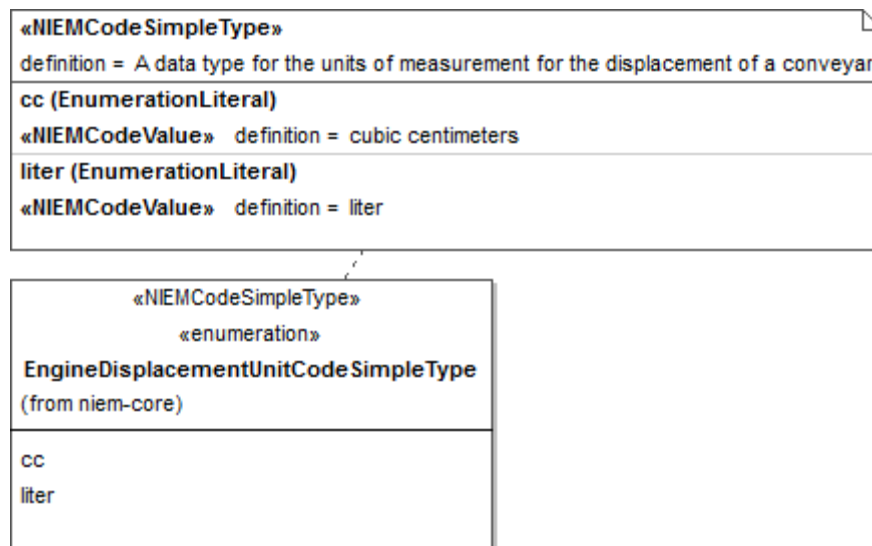 «NIEMCodeSimpleType»
definition = A data type for the units of measurement for the displacement of a
cc (EnumerationLiteral)
«NIEMCodeValue» definition = cubic centimeters
liter (EnumerationLiteral)
«NIEMCodeValue» definition = liter
«NIEMCodeSimpleType»
«enumeration»
EngineDisplacementUnitCodeSimpleType
(from niem-core)
cc
liter